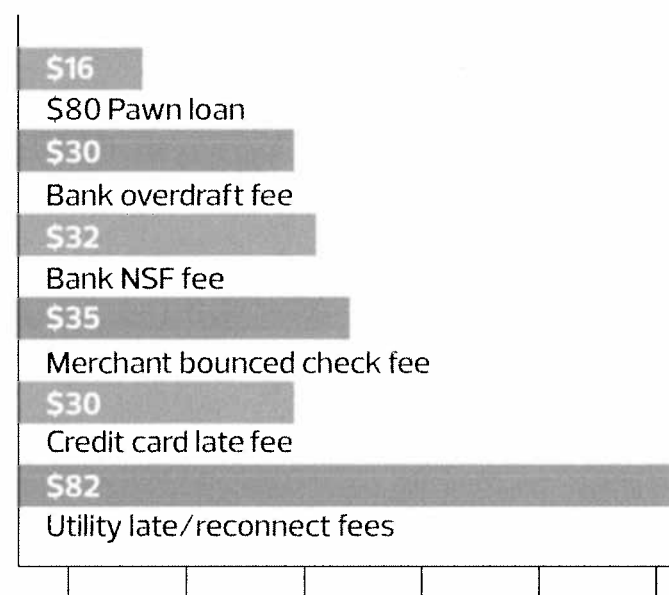 $16
$80 Pawn loan
$30
Bank overdraft fee
$32
Bank NSF fee
$35
Merchant bounced check fee
$30
Credit card late fee
$82
Utility late/reconnect fees